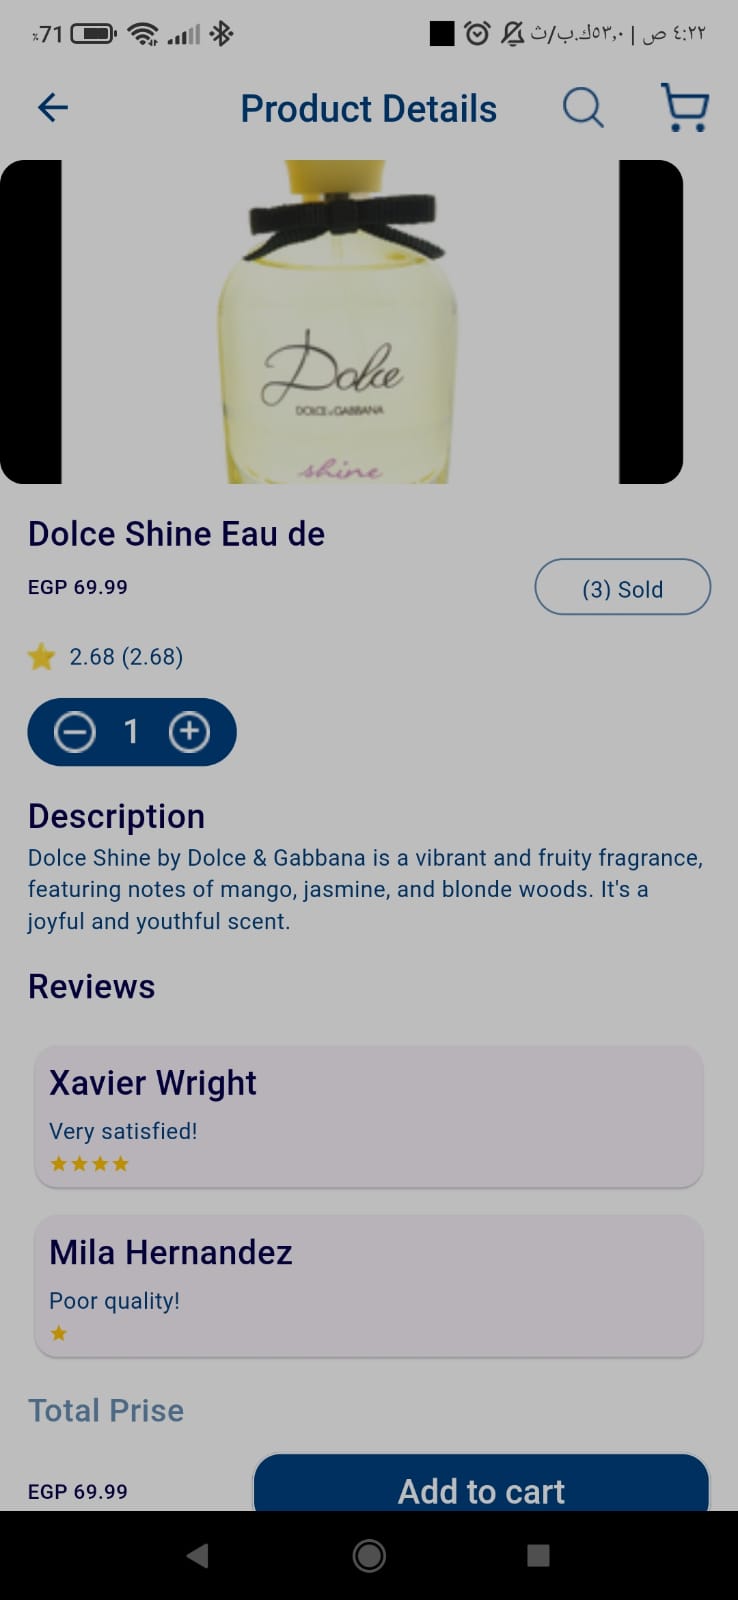 ٪71
٤:٢٢ ص | ٥٣٫٠ك.ب/ث
Product Details
Dolce
DOLCE & GABBANA
shine
Dolce Shine Eau de
EGP 69.99
(3) Sold
2.68 (2.68)
1
Description
Dolce Shine by Dolce & Gabbana is a vibrant and fruity fragrance,
featuring notes of mango, jasmine, and blonde woods. It's a
joyful and youthful scent.
Reviews
Xavier Wright
Very satisfied!
Mila Hernandez
Poor quality!
Total Prise
EGP 69.99
Add to cart